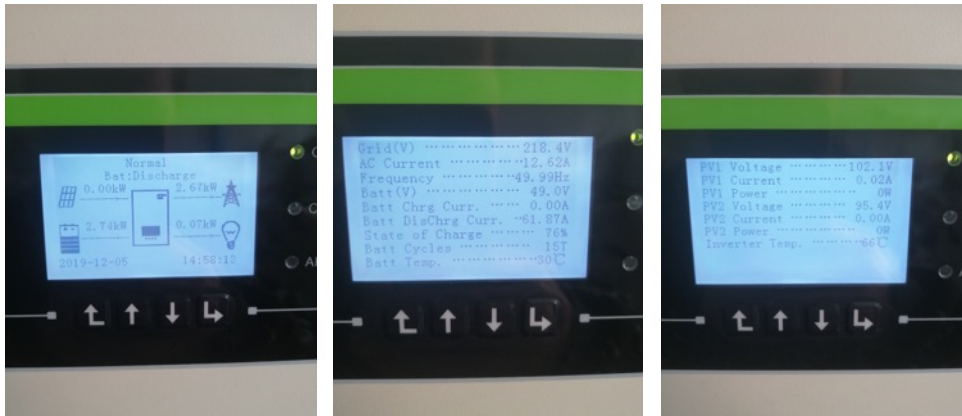 Normal
Bat:Discharge
0.00kW 2.67kW
2.74kW 0.07kW
2019-12-05 14:58:12
Grid(V) ⋯⋯⋯⋯⋯ 218.4V
AC Current ⋯⋯⋯⋯⋯ 12.62A
Frequency ⋯⋯⋯⋯⋯ 49.99Hz
Batt(V) ⋯⋯⋯⋯⋯ 49.0V
Batt Chrg Curr. ⋯⋯ 0.00A
Batt DisChrg Curr. ⋯61.87A
State of Charge ⋯⋯⋯ 76%
Batt Cycles ⋯⋯⋯⋯ 15T
Batt Temp. ⋯⋯⋯⋯⋯30℃
PV1 Voltage ⋯⋯⋯⋯ 102.1V
PV1 Current ⋯⋯⋯⋯ 0.02A
PV1 Power ⋯⋯⋯⋯ 0W
PV2 Voltage ⋯⋯⋯⋯ 95.4V
PV2 Current ⋯⋯⋯⋯ 0.00A
PV2 Power ⋯⋯⋯⋯ 0W
Inverter Temp. ⋯⋯⋯66℃